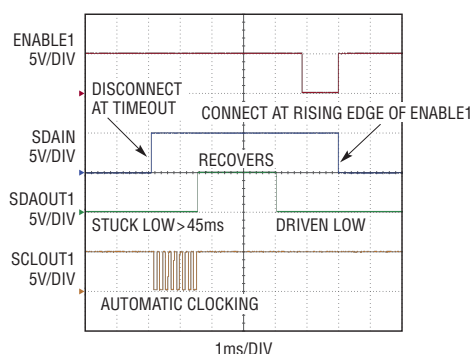 ENABLE1
5V/DIV
DISCONNECT
AT TIMEOUT
CONNECT AT RISING EDGE OF ENABLE1
SDAIN
5V/DIV
RECOVERS
SDAOUT1
5V/DIV
STUCK LOW>45ms
DRIVEN LOW
SCLOUT1
5V/DIV
AUTOMATIC CLOCKING
1ms/DIV